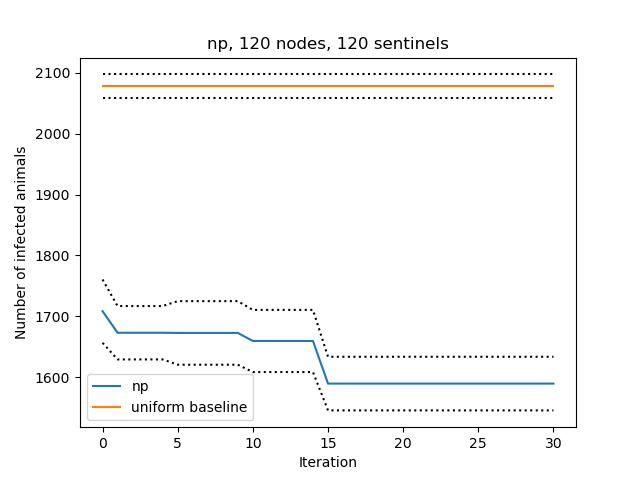 np, 120 nodes, 120 sentinels
2100
2000
1900
1800
1700
1600
Number of infected animals
np
uniform baseline
0 5 10 15 20 25 30
Iteration